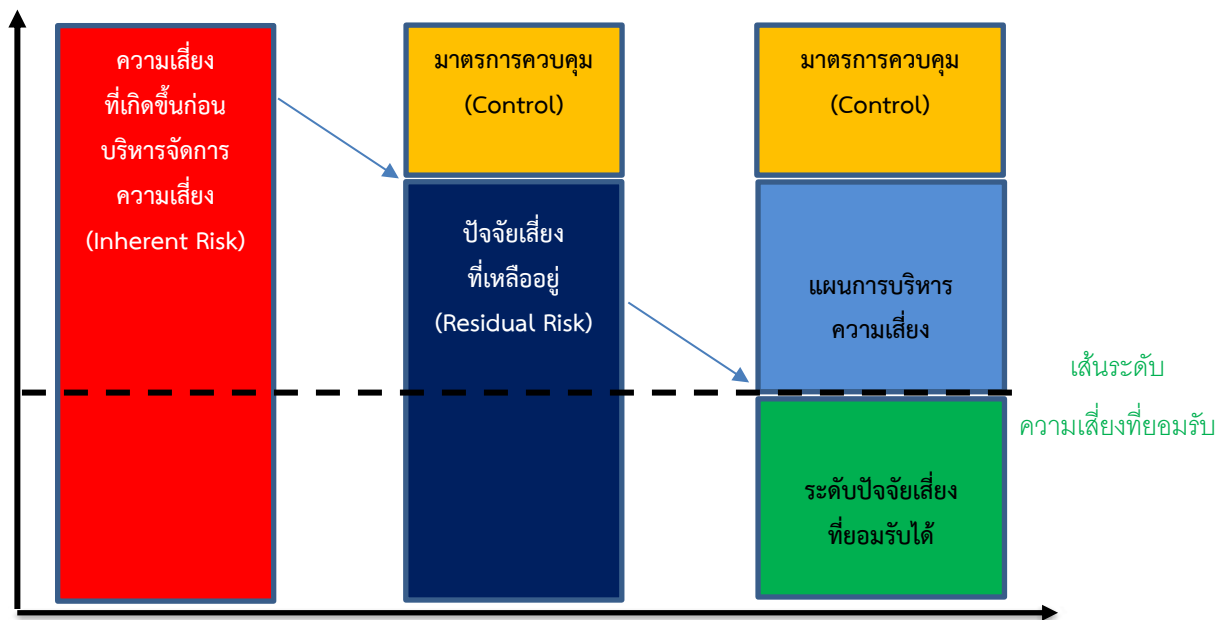 ความเสี่ยง
ที่เกิดขึ้นก่อน
บริหารจัดการ
ความเสี่ยง
(Inherent Risk)
มาตรการควบคุม
(Control)
ปัจจัยเสี่ยง
ที่เหลืออยู่
(Residual Risk)
มาตรการควบคุม
(Control)
แผนการบริหาร
ความเสี่ยง
ระดับปัจจัยเสี่ยง
ที่ยอมรับได้
เส้นระดับ
ความเสี่ยงที่ยอมรับ